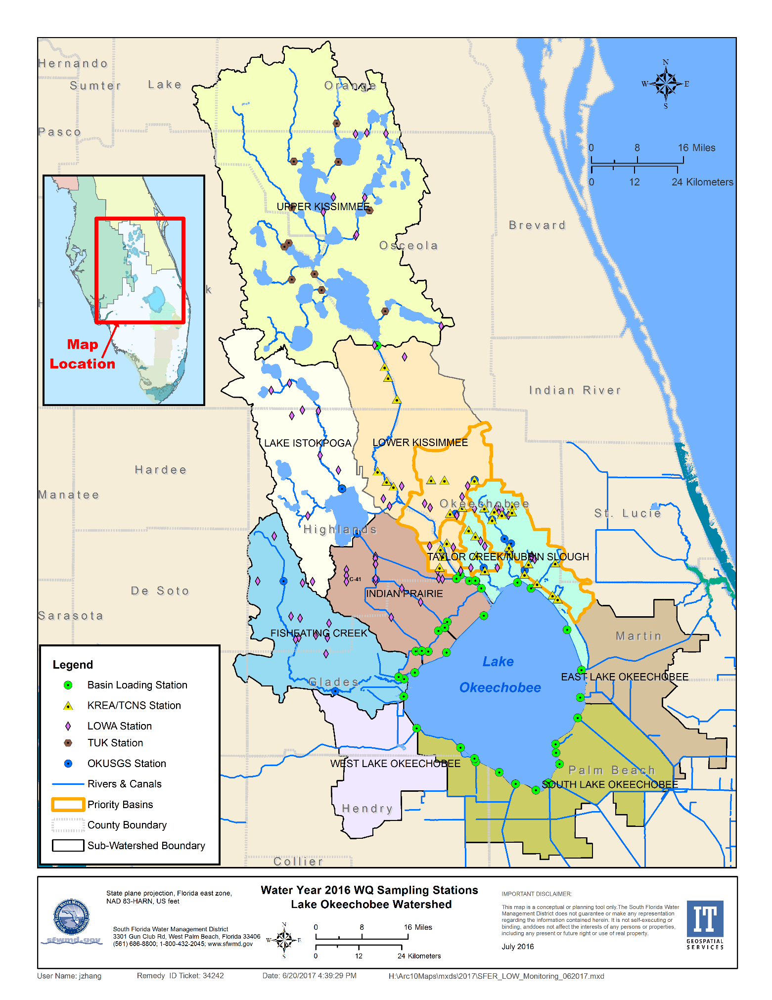 Hernando
Sumter
Lake
Orange
N
W E
S
Pasco
0 8 16 Miles
0 12 24 Kilometers
UPPER KISSIMMEE
Brevard
Osceola
k
H
Map
Location
Indian River
LAKE ISTOKPOGA
LOWER KISSIMMEE
Hardee
Manatee
Okeechobee
St. Lucie
Highlands
TAYLOR CREEK/NUBBIN SLOUGH
C-41
De Soto
INDIAN PRAIRIE
Sarasota
FISHEATING CREEK
Martin
Lake
Okeechobee
EAST LAKE OKEECHOBEE
Glades
WEST LAKE OKEECHOBEE
Palm Beach
SOUTH LAKE OKEECHOBEE
Hendry
Collier
Legend
Basin Loading Station
KREA/TCNS Station
LOWA Station
TUK Station
OKUSGS Station
Rivers & Canals
Priority Basins
County Boundary
Sub-Watershed Boundary
SOUTH FLORIDA WATER MANAGEMENT DISTRICT
sfwmd.gov
State plane projection, Florida east zone,
NAD 83-HARN, US feet
South Florida Water Management District
3301 Gun Club Rd, West Palm Beach, Florida 33406
(561) 686-8800; 1-800-432-2045; www.sfwmd.gov
Water Year 2016 WQ Sampling Stations
Lake Okeechobee Watershed
N
W E
S
0 8 16 Miles
0 12 24 Kilometers
IMPORTANT DISCLAIMER:
This map is a conceptual or planning tool only.The South Florida Water
Management District does not guarantee or make any representation
regarding the information contained herein. It is not self-executing or
binding, anddoes not affect the interests of any persons or properties,
including any present or future right or use of real property.
July 2016
IT
GEOSPATIAL
SERVICES
User Name: jzhang Remedy ID Ticket: 34242 Date: 6/20/2017 4:39:29 PM H:\Arc10Maps\mxds\2017\SFER_LOW_Monitoring_062017.mxd